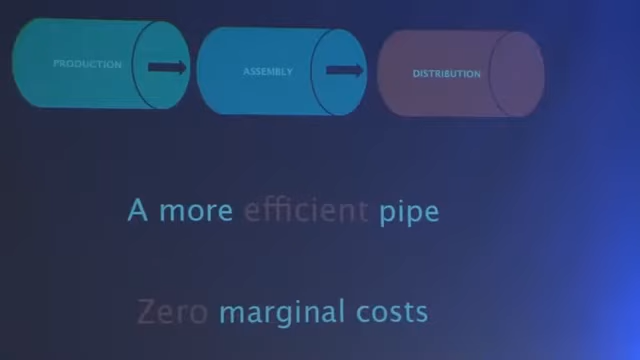 PRODUCTION ASSEMBLY DISTRIBUTION
A more efficient pipe
Zero marginal costs